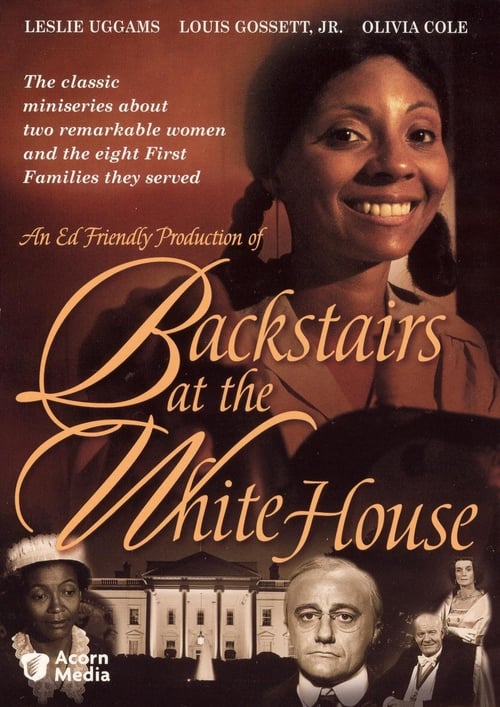 LESLIE UGGAMS LOUIS GOSSETT, JR. OLIVIA COLE
The classic
miniseries about
two remarkable women
and the eight First
Families they served
An Ed Friendly Production of
Backstairs
at the
White House
Acorn
Media